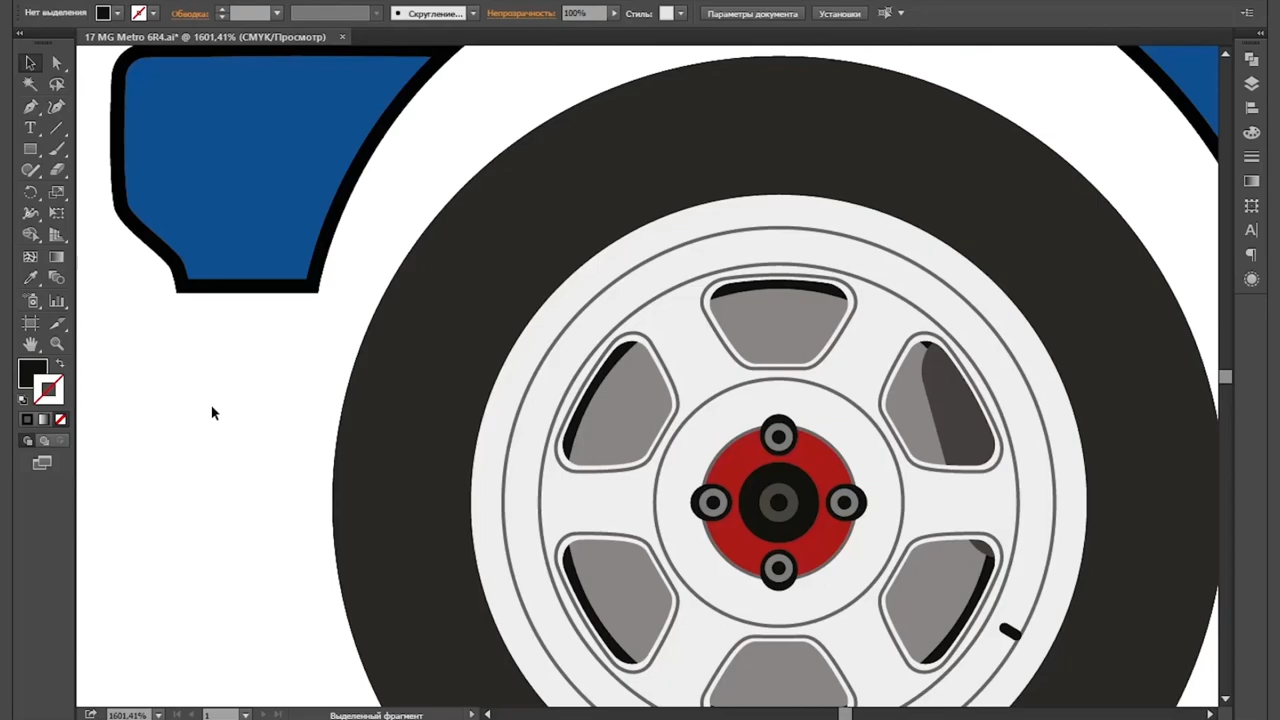 Нет выделения Обводка: Скругление... Непрозрачность: 100% Стиль: Параметры документа Установки
17 MG Metro 6R4.ai* @ 1601,41% (CMYK/Просмотр) ×
1601,41% 1 Выделенный фрагмент